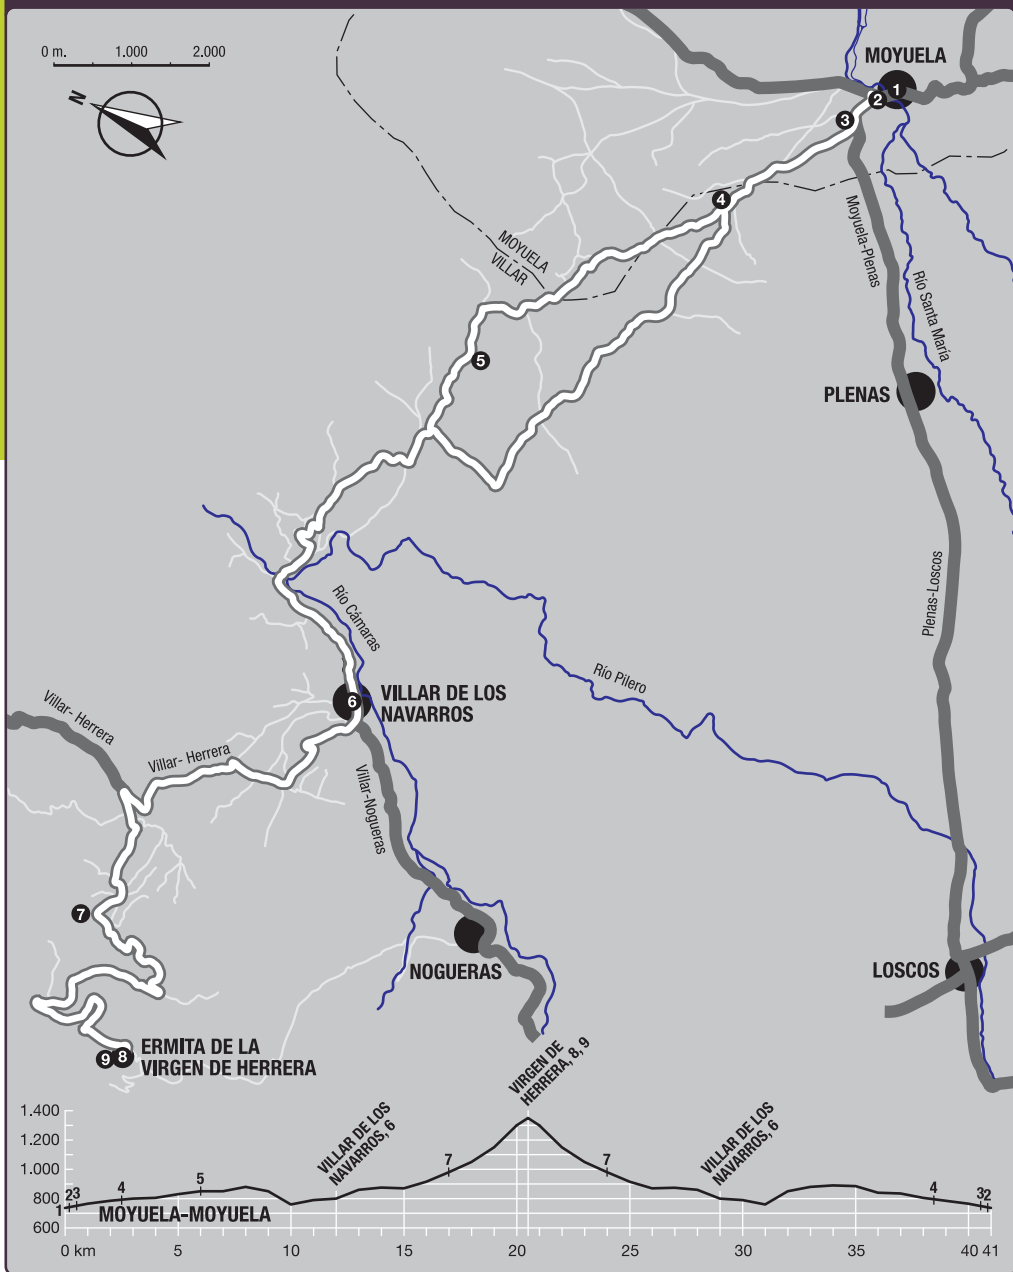 0 m. 1.000 2.000
N
MOYUELA
1
2
3
4
MOYUELA
VILLAR
Moyuela-Plenas
Río Santa María
5
PLENAS
Plenas-Loscos
Río Cámaras
Río Pilero
6
VILLAR DE LOS
NAVARROS
Villar- Herrera
Villar- Herrera
Villar-Nogueras
7
NOGUERAS
LOSCOS
9 8
ERMITA DE LA
VIRGEN DE HERRERA
VIRGEN DE
HERRERA, 8, 9
VILLAR DE LOS
NAVARROS, 6
VILLAR DE LOS
NAVARROS, 6
1.400
1.200
1.000
800
600
1 2 3 4 5 7 7 4 3 2
MOYUELA-MOYUELA
0 km 5 10 15 20 25 30 35 40 41